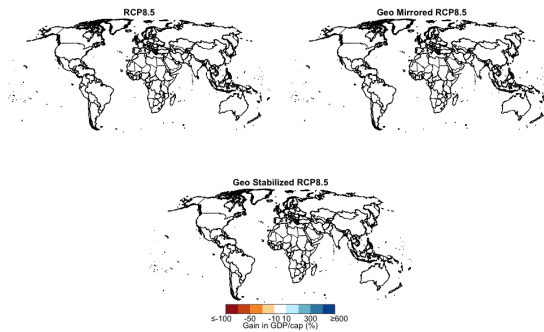 RCP8.5
Geo Mirrored RCP8.5
Geo Stabilized RCP8.5
≤-100 -50 -10 10 300 ≥600
Gain in GDP/cap (%)